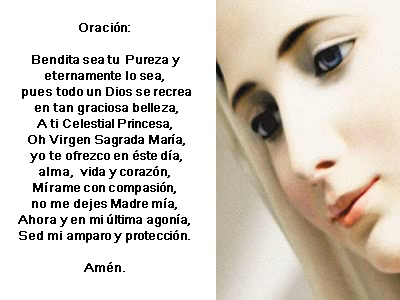 Oración:
Bendita sea tu Pureza y
eternamente lo sea,
pues todo un Dios se recrea
en tan graciosa belleza,
A ti Celestial Princesa,
Oh Virgen Sagrada María,
yo te ofrezco en éste día,
alma, vida y corazón,
Mírame con compasión,
no me dejes Madre mía,
Ahora y en mi última agonía,
Sed mi amparo y protección.
Amén.